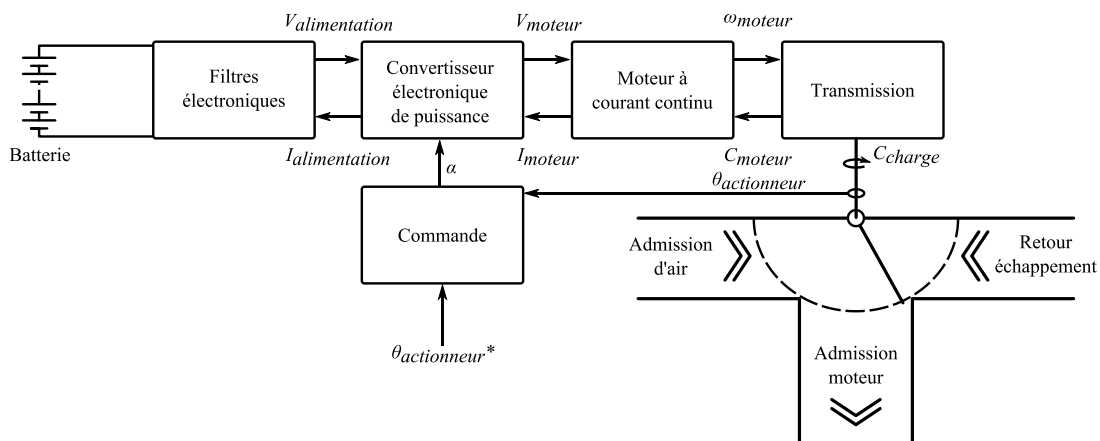 V_alimentation
V_moteur
ω_moteur
Filtres
électroniques
Convertisseur
électronique
de puissance
Moteur à
courant continu
Transmission
Batterie
I_alimentation
I_moteur
C_moteur
C_charge
α
θ_actionneur
Commande
Admission
d'air
Retour
échappement
θ_actionneur*
Admission
moteur